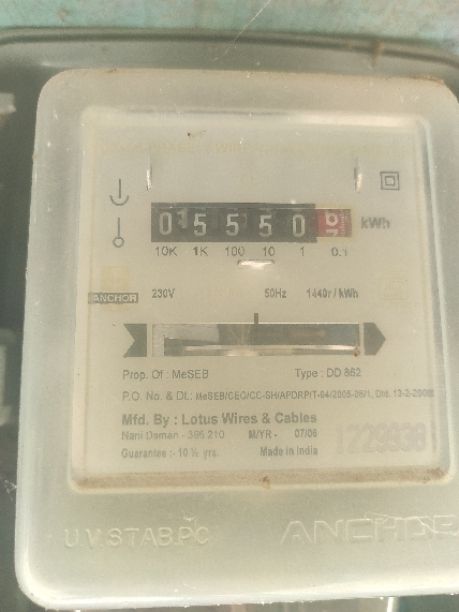 0 5 5 5 0 kWh
10K 1K 100 10 1 0.1
ANCHOR 230V 50Hz 1440r / kWh
Prop. Of : MeSEB Type : DD 862
P.O. No. & Dt.: MeSEB/CEO/CC-SH/APDRP/T-04/2005-06/1, Dtd. 13-2-2006
Mfd. By : Lotus Wires & Cables
Nani Daman - 396 210 M/YR - 07/06
Guarantee :- 10 ½ yrs. Made in India
U.V.STAB.PC ANCHOR